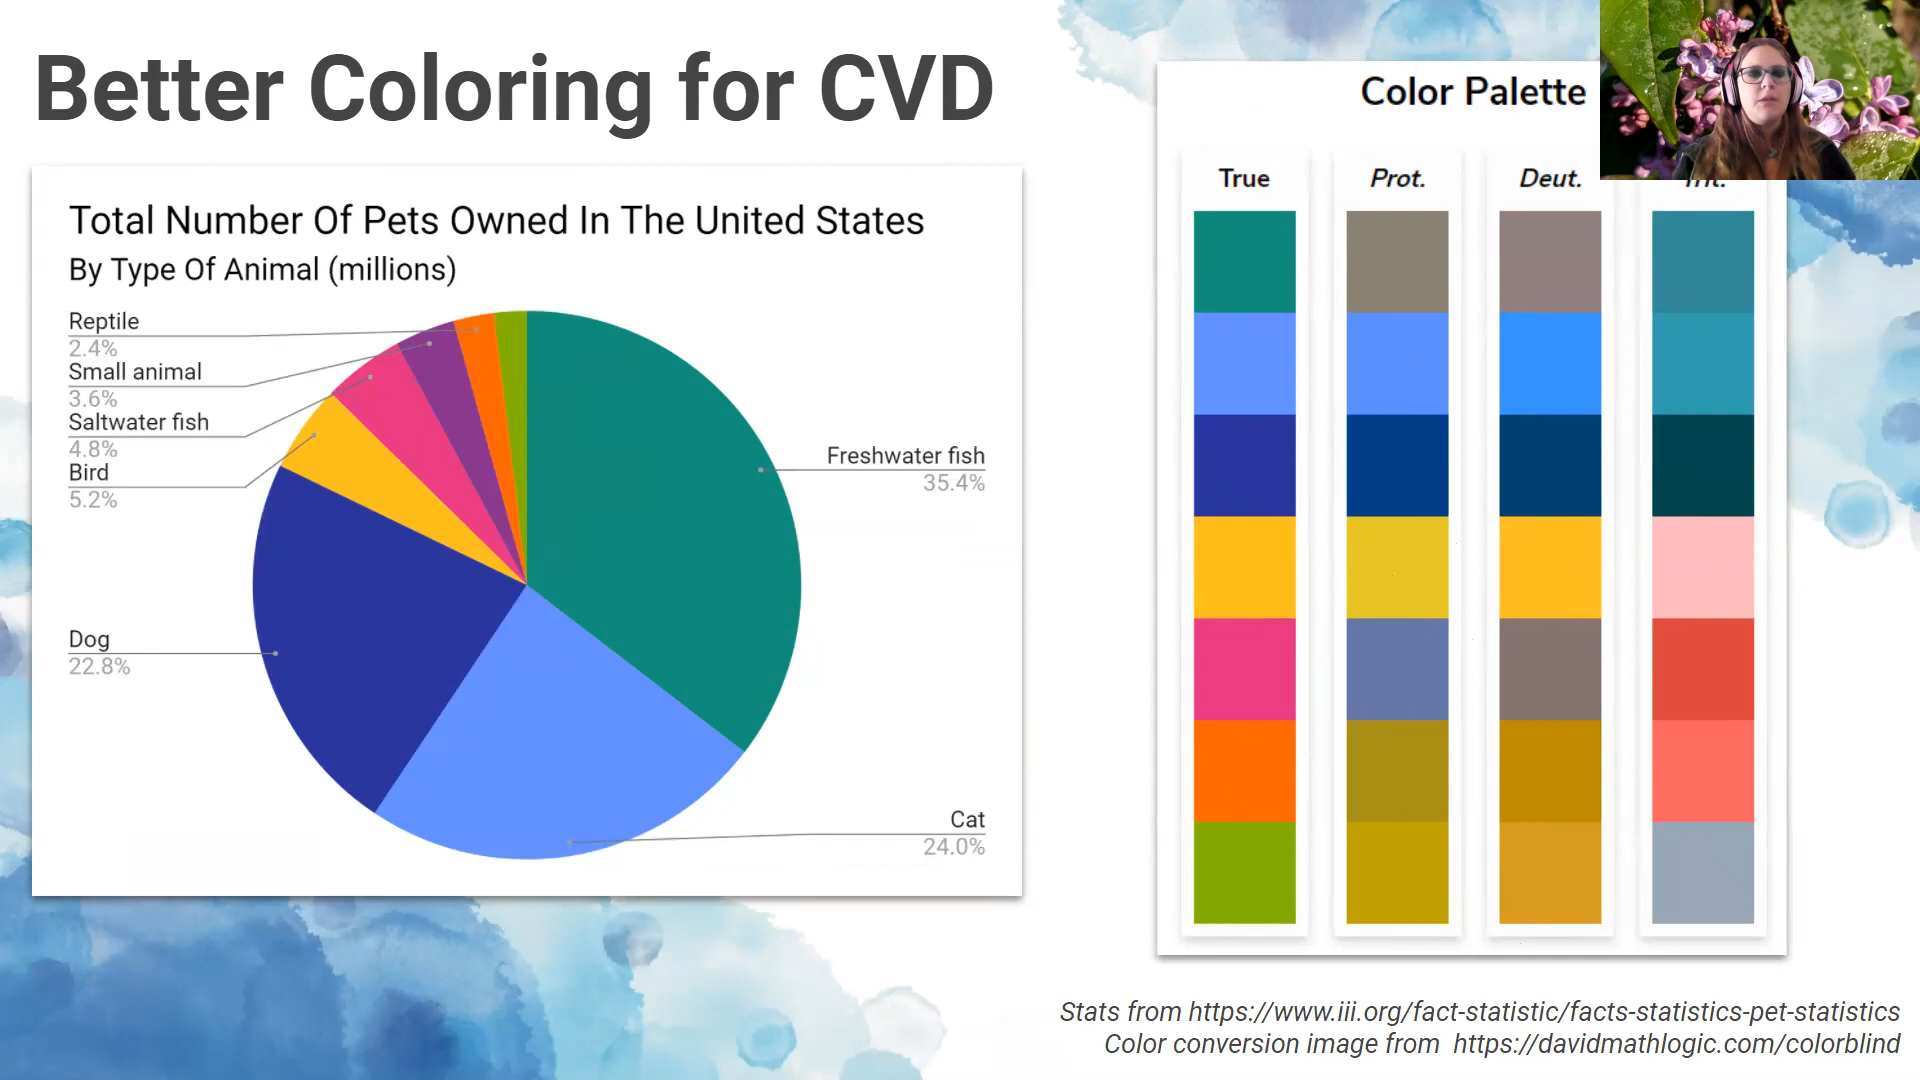 Better Coloring for CVD
Total Number Of Pets Owned In The United States
By Type Of Animal (millions)
Reptile
2.4%
Small animal
3.6%
Saltwater fish
4.8%
Bird
5.2%
Dog
22.8%
Freshwater fish
35.4%
Cat
24.0%
Color Palette
True
Prot.
Deut.
Stats from https://www.iii.org/fact-statistic/facts-statistics-pet-statistics
Color conversion image from https://davidmathlogic.com/colorblind